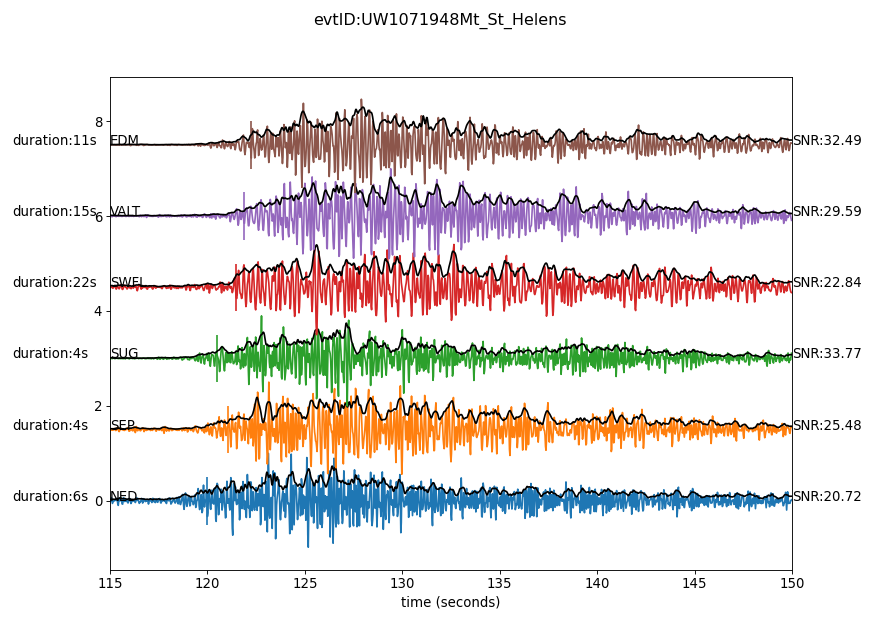 evtID:UW1071948Mt_St_Helens
8
duration:11s EDM SNR:32.49
duration:15s VALT SNR:29.59
6
duration:22s SWFL SNR:22.84
4
duration:4s SUG SNR:33.77
2
duration:4s SEP SNR:25.48
duration:6s NED SNR:20.72
0
115 120 125 130 135 140 145 150
time (seconds)